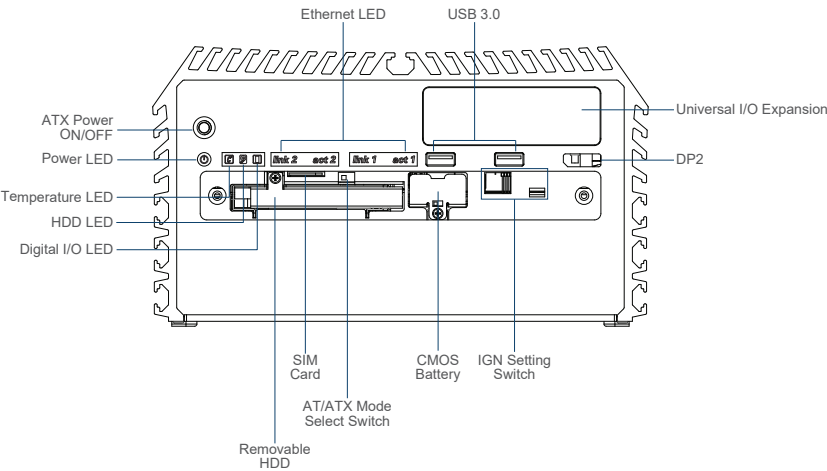 Ethernet LED
USB 3.0
Universal I/O Expansion
ATX Power
ON/OFF
Power LED
link 2 act 2
link 1 act 1
DP2
Temperature LED
HDD LED
Digital I/O LED
SIM
Card
CMOS
Battery
IGN Setting
Switch
AT/ATX Mode
Select Switch
Removable
HDD